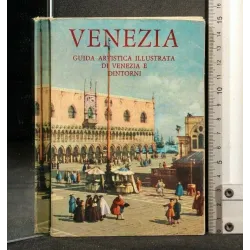 VENEZIA
GUIDA ARTISTICA ILLUSTRATA
DI VENEZIA E
DINTORNI